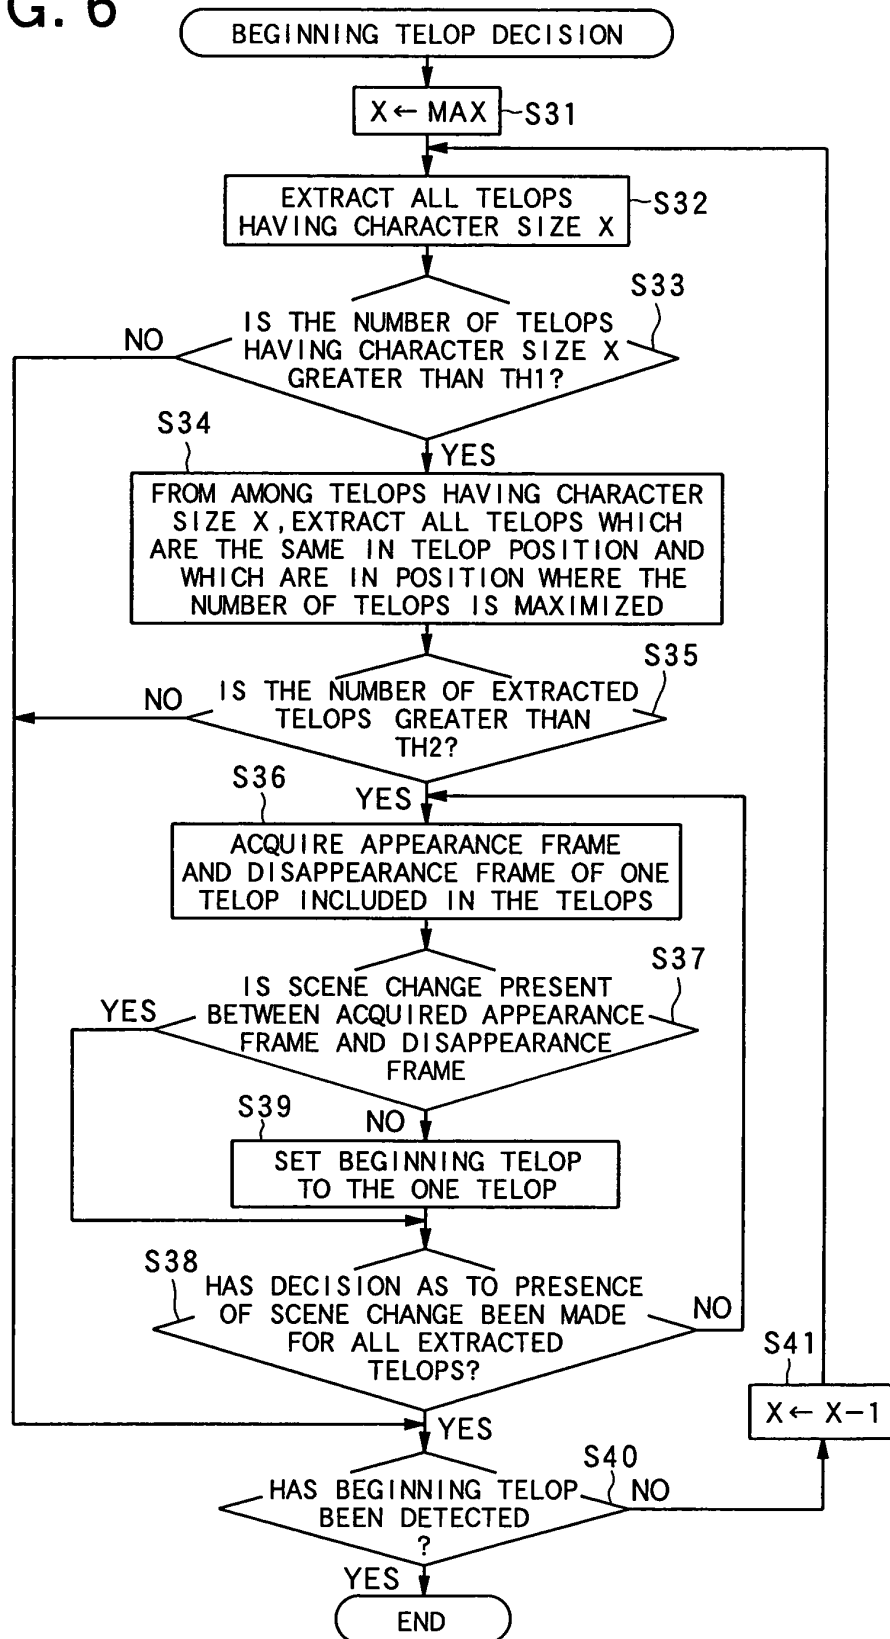 G. 6
BEGINNING TELOP DECISION
X ← MAX
S31
EXTRACT ALL TELOPS
HAVING CHARACTER SIZE X
S32
S33
IS THE NUMBER OF TELOPS
HAVING CHARACTER SIZE X
GREATER THAN TH1?
NO
YES
S34
FROM AMONG TELOPS HAVING CHARACTER
SIZE X, EXTRACT ALL TELOPS WHICH
ARE THE SAME IN TELOP POSITION AND
WHICH ARE IN POSITION WHERE THE
NUMBER OF TELOPS IS MAXIMIZED
S35
IS THE NUMBER OF EXTRACTED
TELOPS GREATER THAN
TH2?
NO
YES
S36
ACQUIRE APPEARANCE FRAME
AND DISAPPEARANCE FRAME OF ONE
TELOP INCLUDED IN THE TELOPS
S37
IS SCENE CHANGE PRESENT
BETWEEN ACQUIRED APPEARANCE
FRAME AND DISAPPEARANCE
FRAME
YES
NO
S39
SET BEGINNING TELOP
TO THE ONE TELOP
S38
HAS DECISION AS TO PRESENCE
OF SCENE CHANGE BEEN MADE
FOR ALL EXTRACTED
TELOPS?
NO
YES
S41
X ← X-1
S40
HAS BEGINNING TELOP
BEEN DETECTED
?
NO
YES
END